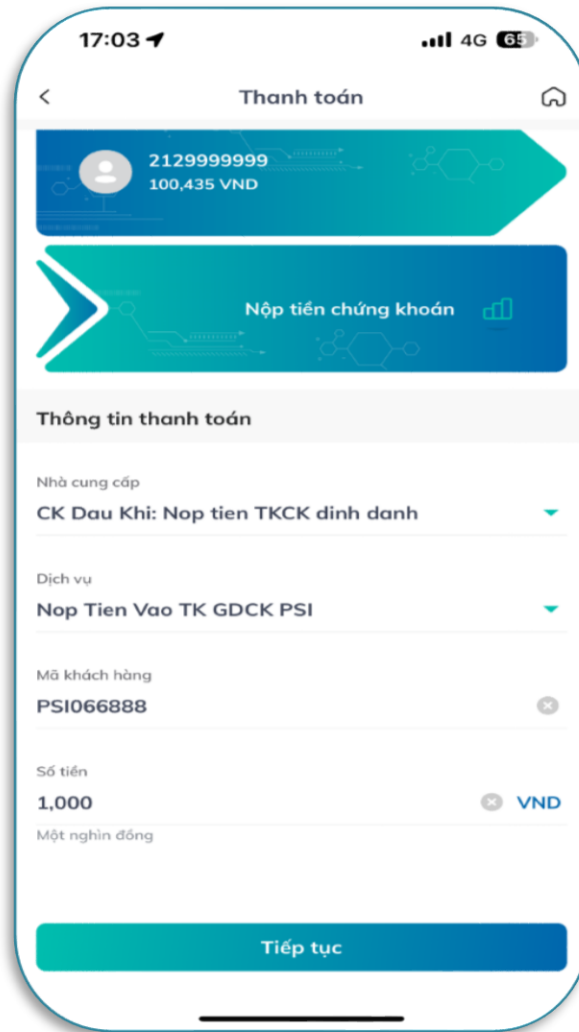 17:03
4G 65
Thanh toán
2129999999
100,435 VND
Nộp tiền chứng khoán
Thông tin thanh toán
Nhà cung cấp
CK Dau Khi: Nop tien TKCK dinh danh
Dịch vụ
Nop Tien Vao TK GDCK PSI
Mã khách hàng
PSI066888
Số tiền
1,000 VND
Một nghìn đồng
Tiếp tục